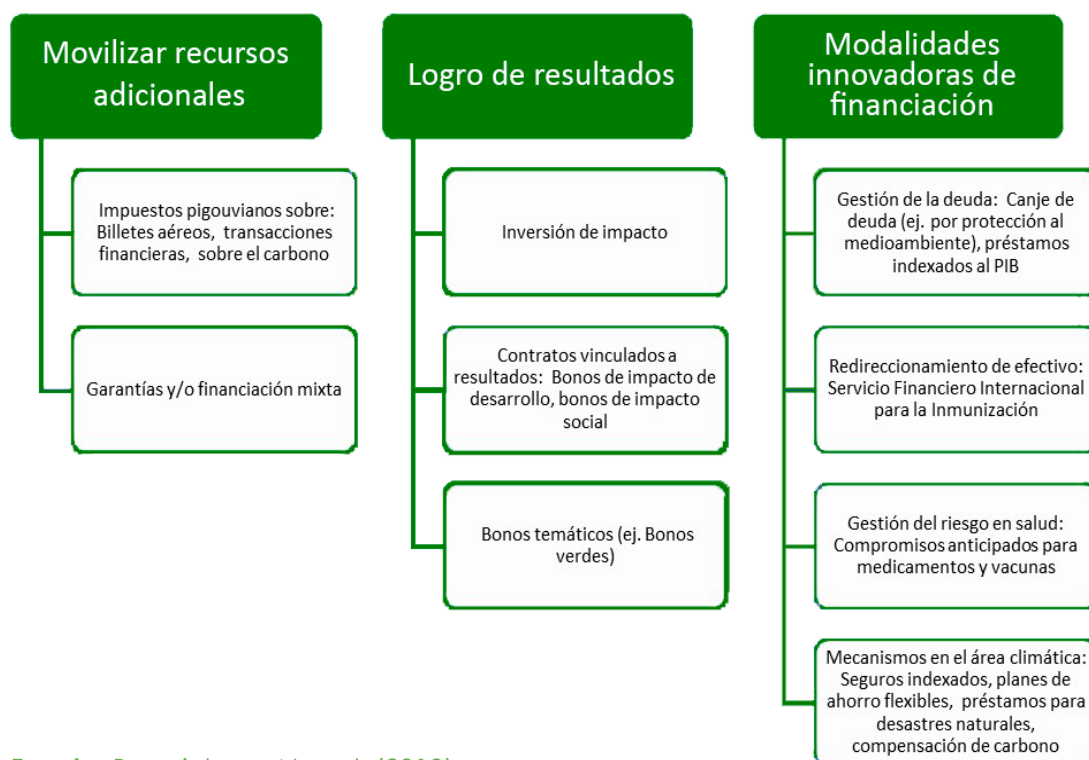 Movilizar recursos
adicionales
Impuestos pigouvianos sobre:
Billetes aéreos, transacciones
financieras, sobre el carbono
Garantías y/o financiación mixta
Logro de resultados
Inversión de impacto
Contratos vinculados a
resultados: Bonos de impacto de
desarrollo, bonos de impacto
social
Bonos temáticos (ej. Bonos
verdes)
Modalidades
innovadoras de
financiación
Gestión de la deuda: Canje de
deuda (ej. por protección al
medioambiente), préstamos
indexados al PIB
Redireccionamiento de efectivo:
Servicio Financiero Internacional
para la Inmunización
Gestión del riesgo en salud:
Compromisos anticipados para
medicamentos y vacunas
Mecanismos en el área climática:
Seguros indexados, planes de
ahorro flexibles, préstamos para
desastres naturales,
compensación de carbono